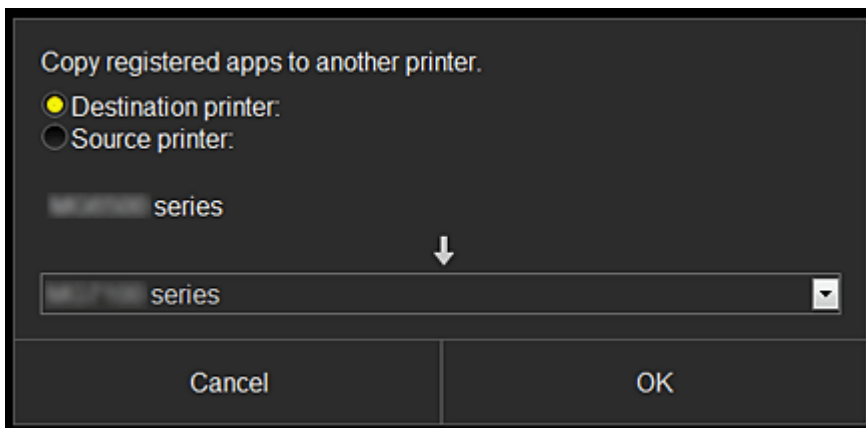 Copy registered apps to another printer.
Destination printer:
Source printer:
series
series
Cancel
OK